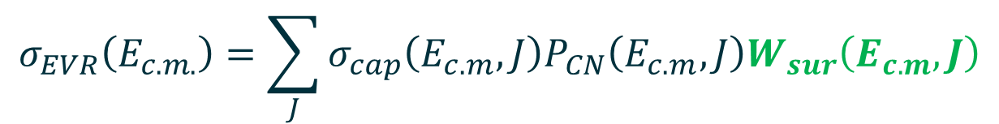 σ_EVR(E_c.m.) = ∑_J σ_cap(E_c.m, J)P_CN(E_c.m, J)W_sur(E_c.m, J)